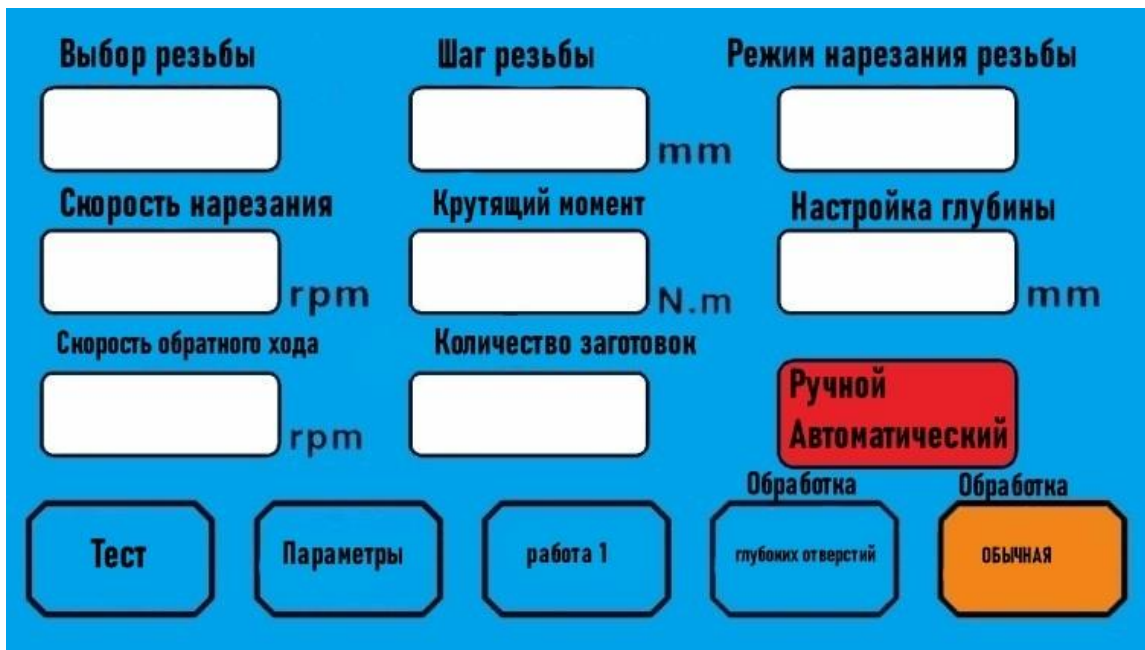 Выбор резьбы
Шаг резьбы
Режим нарезания резьбы
mm
Скорость нарезания
Крутящий момент
Настройка глубины
rpm
N.m
mm
Скорость обратного хода
Количество заготовок
rpm
Ручной
Автоматический
Обработка
Обработка
Тест
Параметры
работа 1
глубоких отверстий
ОБЫЧНАЯ